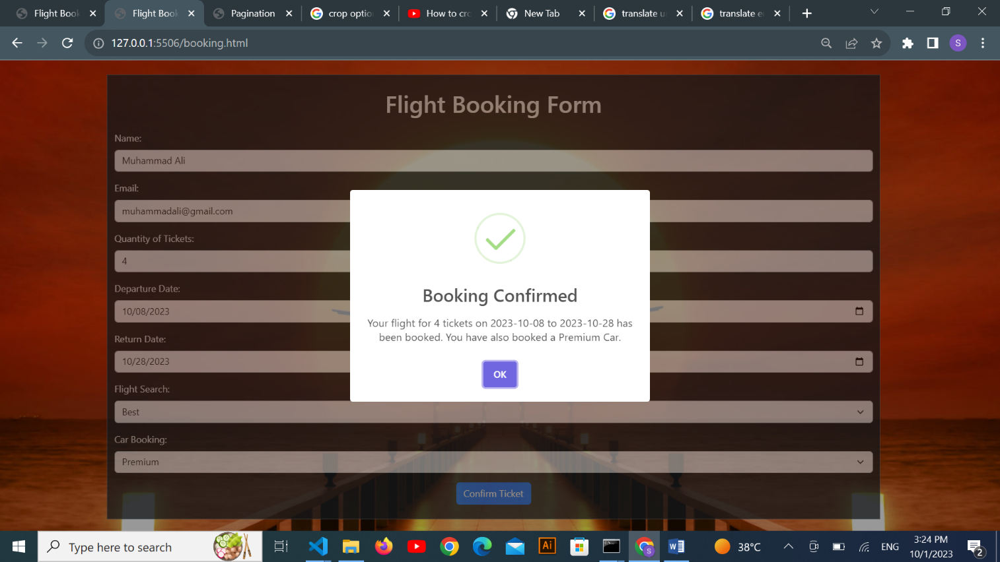 Flight Book
Flight Book
Pagination
crop optio
How to cro
New Tab
translate u
translate e
127.0.0.1:5506/booking.html
S
Flight Booking Form
Name:
Muhammad Ali
Email:
muhammadali@gmail.com
Quantity of Tickets:
4
Departure Date:
10/08/2023
Return Date:
10/28/2023
Flight Search:
Best
Car Booking:
Premium
Confirm Ticket
Booking Confirmed
Your flight for 4 tickets on 2023-10-08 to 2023-10-28 has
been booked. You have also booked a Premium Car.
OK
Type here to search
Ai
S
38°C
ENG
3:24 PM
10/1/2023
2